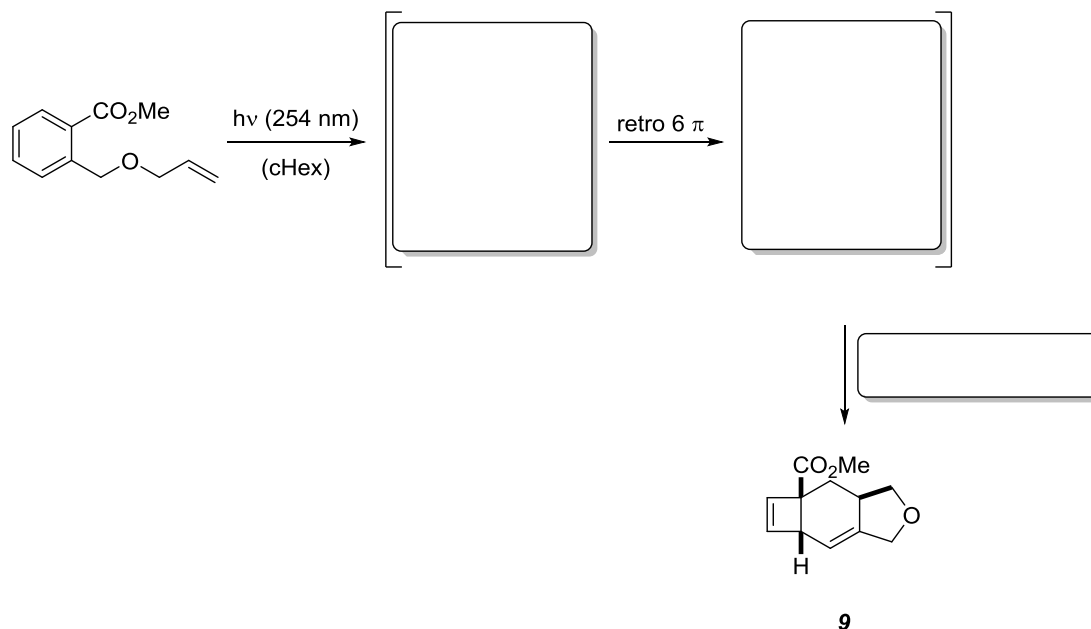 CO2Me
O
hν (254 nm)
(cHex)
retro 6 π
CO2Me
O
H
9